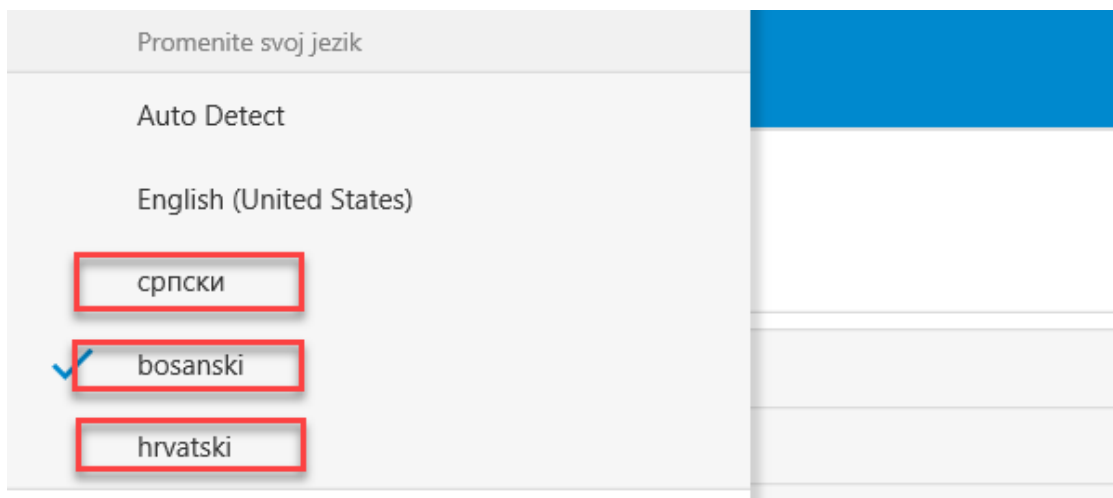 Promenite svoj jezik
Auto Detect
English (United States)
српски
bosanski
hrvatski